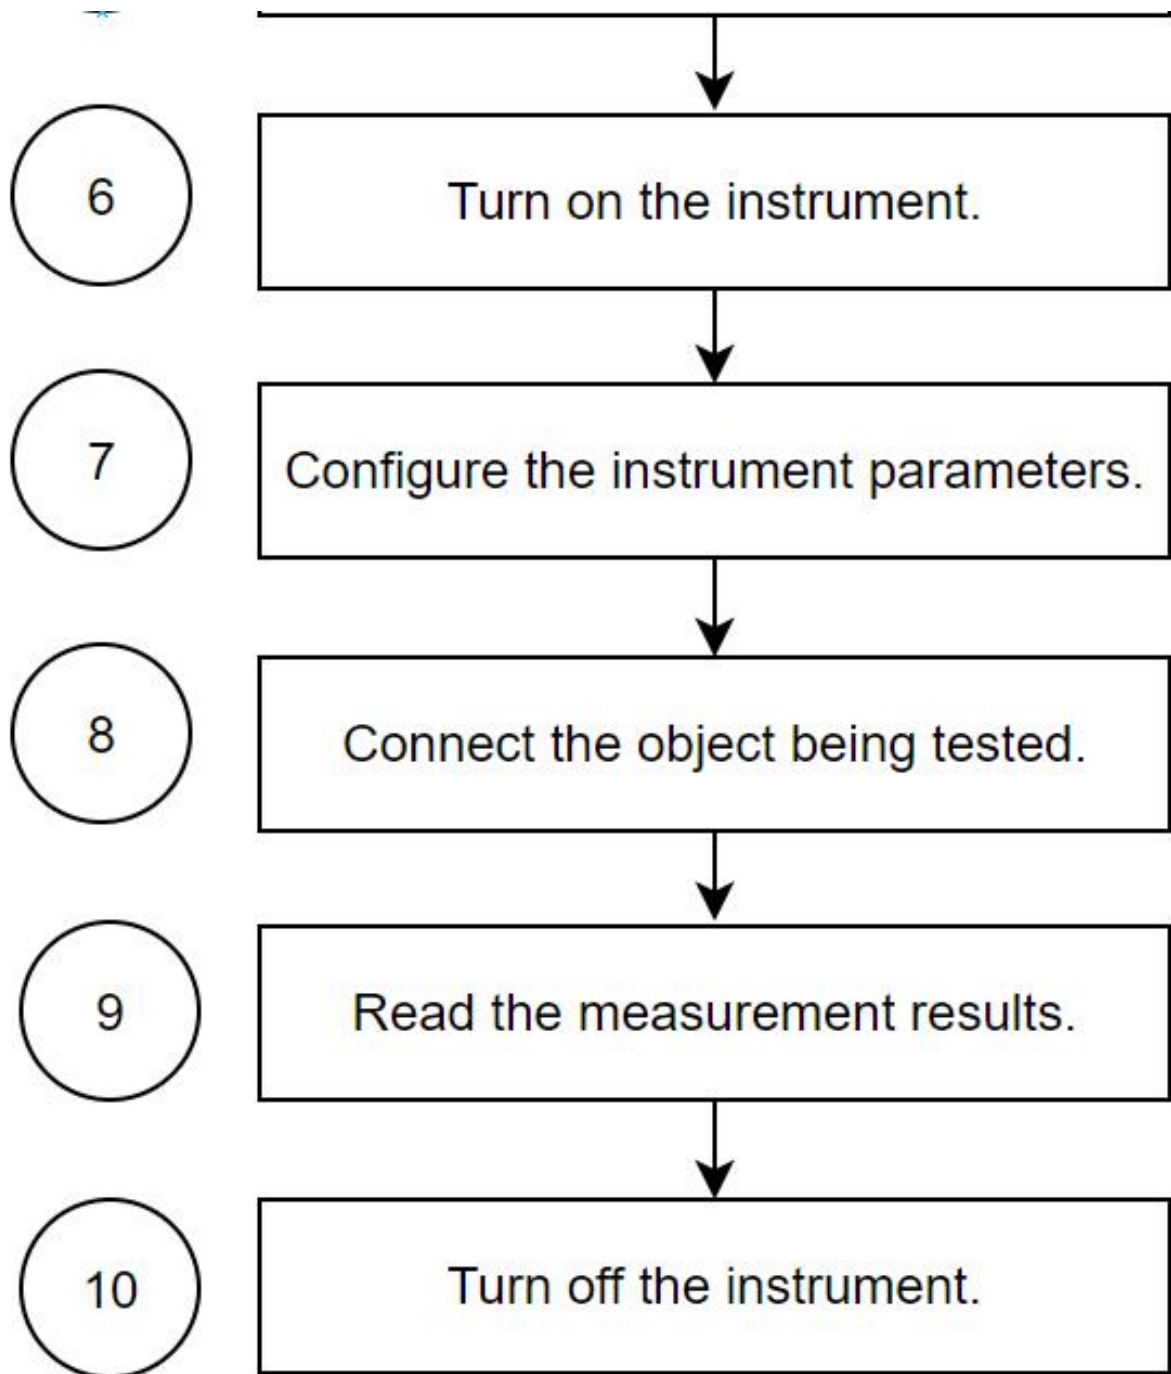 6
Turn on the instrument.
7
Configure the instrument parameters.
8
Connect the object being tested.
9
Read the measurement results.
10
Turn off the instrument.